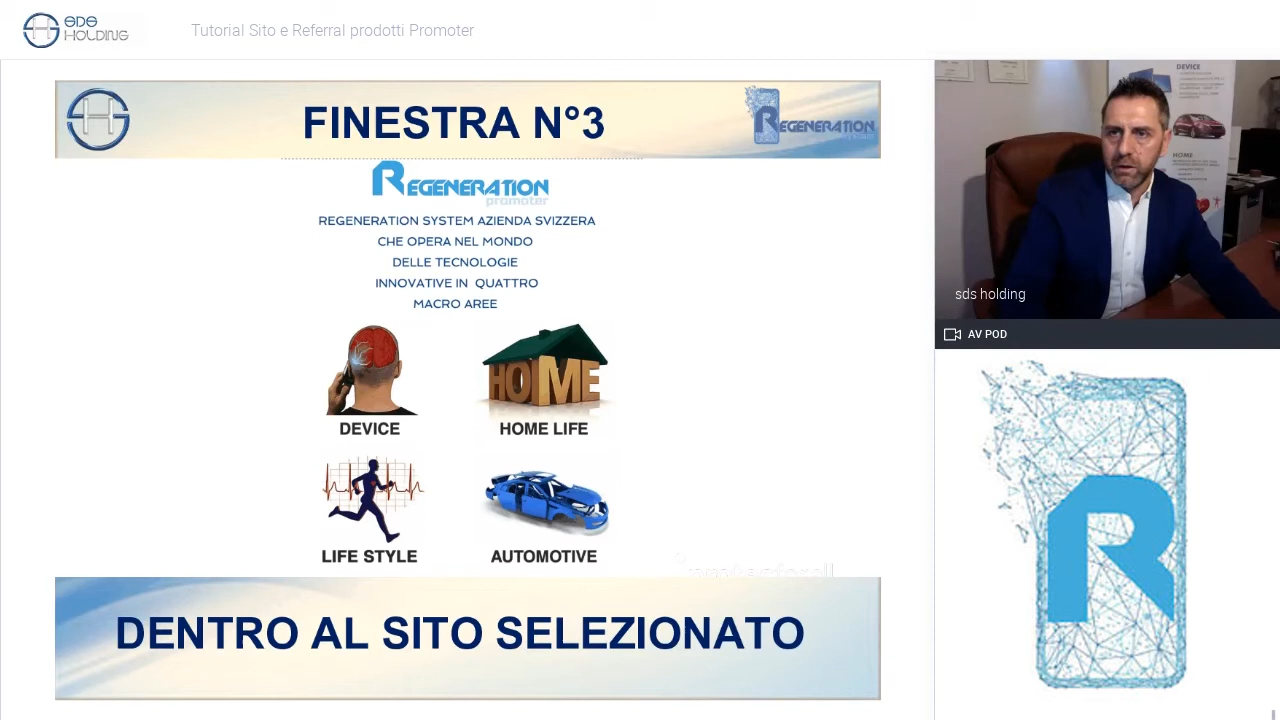 SDS
HOLDING
Tutorial Sito e Referral prodotti Promoter
FINESTRA N°3
REGENERATION
REGENERATION
promoter
REGENERATION SYSTEM AZIENDA SVIZZERA
CHE OPERA NEL MONDO
DELLE TECNOLOGIE
INNOVATIVE IN QUATTRO
MACRO AREE
HOME
DEVICE
HOME LIFE
LIFE STYLE
AUTOMOTIVE
DENTRO AL SITO SELEZIONATO
DEVICE
HOME
sds holding
AV POD
R